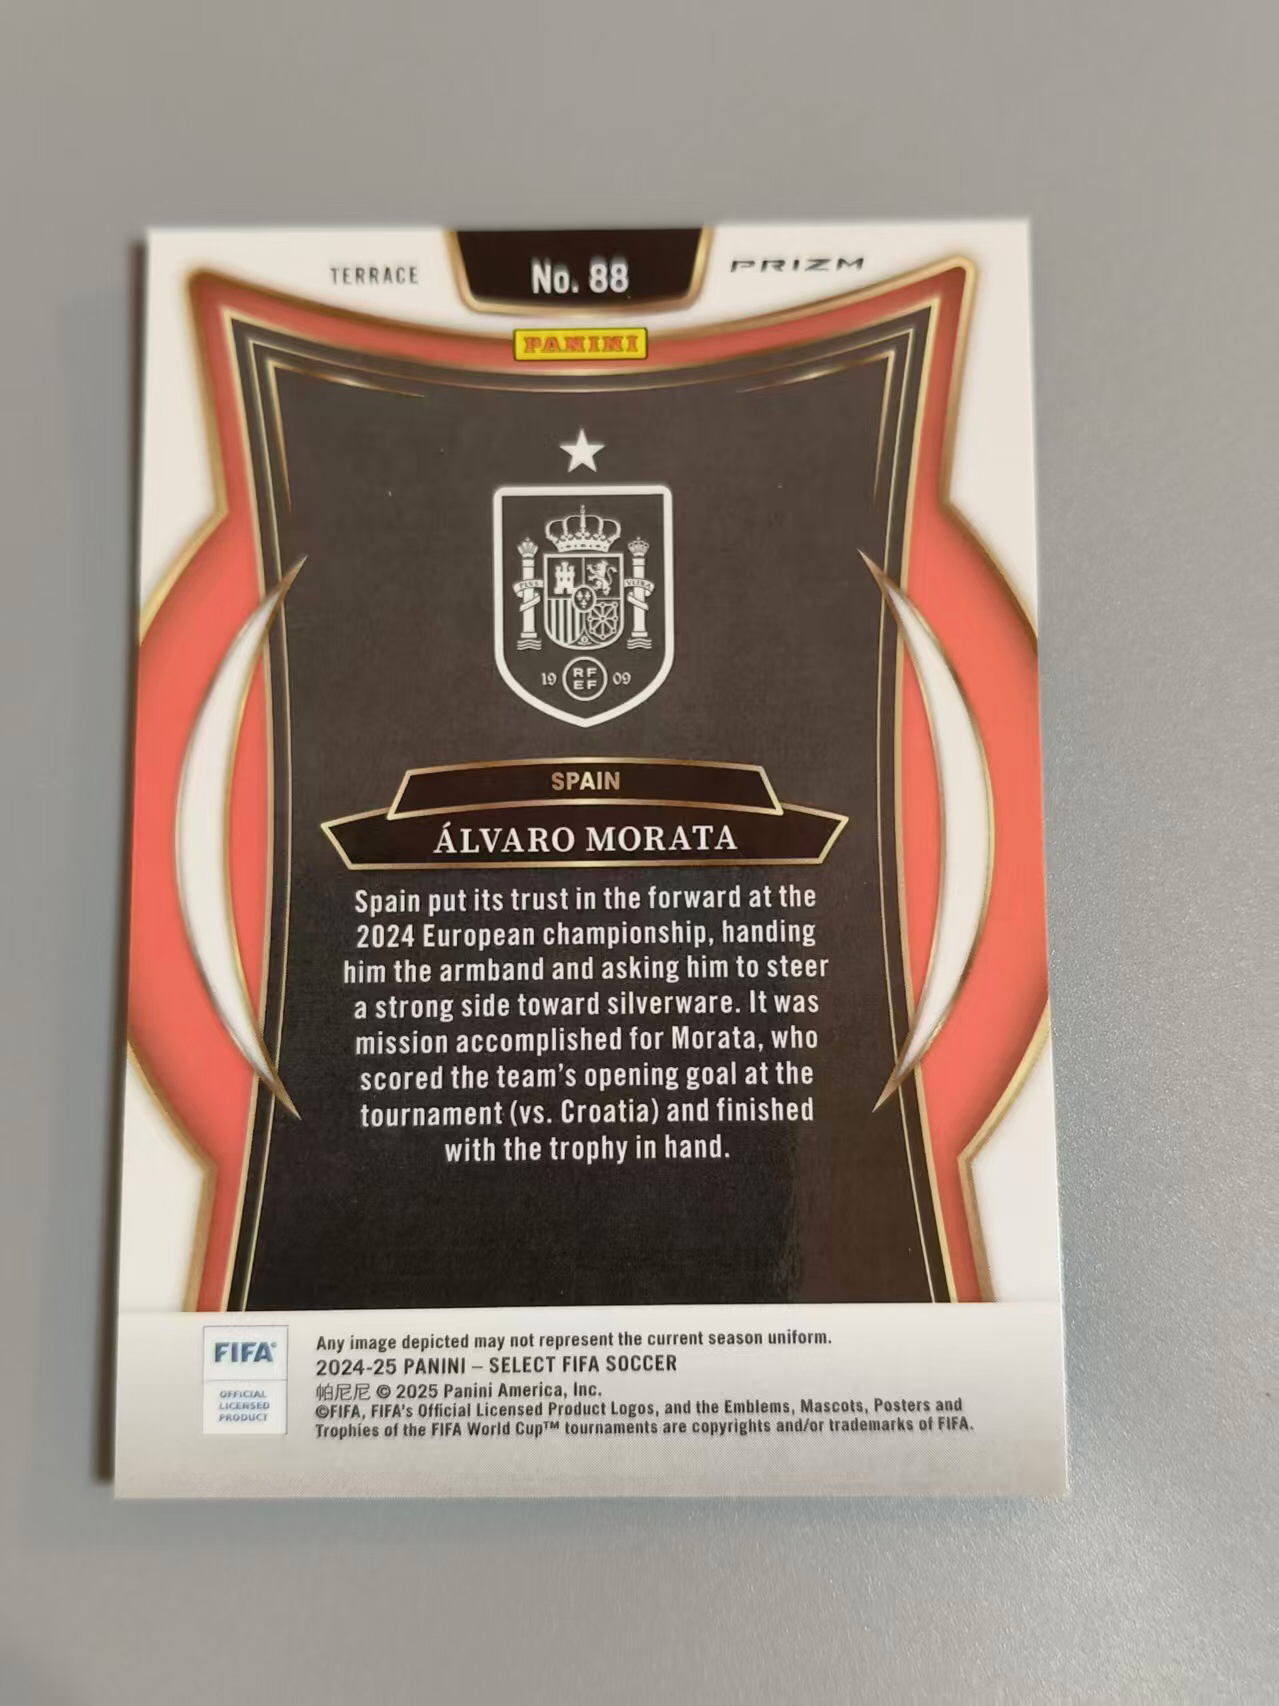 TERRACE
No. 88
PRIZM
PANINI
PLUS VLTRA
19 RF EF 09
SPAIN
ÁLVARO MORATA
Spain put its trust in the forward at the
2024 European championship, handing
him the armband and asking him to steer
a strong side toward silverware. It was
mission accomplished for Morata, who
scored the team's opening goal at the
tournament (vs. Croatia) and finished
with the trophy in hand.
FIFA®
OFFICIAL
LICENSED
PRODUCT
Any image depicted may not represent the current season uniform.
2024-25 PANINI – SELECT FIFA SOCCER
帕尼尼 © 2025 Panini America, Inc.
©FIFA, FIFA's Official Licensed Product Logos, and the Emblems, Mascots, Posters and
Trophies of the FIFA World Cup™ tournaments are copyrights and/or trademarks of FIFA.